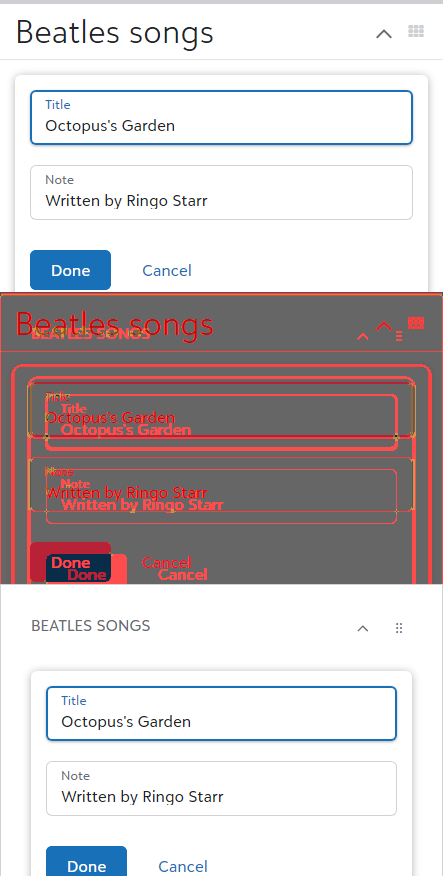 Beatles songs
Title
Octopus's Garden
Note
Written by Ringo Starr
Done Cancel
Beatles songs
BEATLES SONGS
Title
Octopus's Garden
Title
Octopus's Garden
Note
Written by Ringo Starr
Note
Written by Ringo Starr
Done Cancel
Done Cancel
BEATLES SONGS
Title
Octopus's Garden
Note
Written by Ringo Starr
Done Cancel